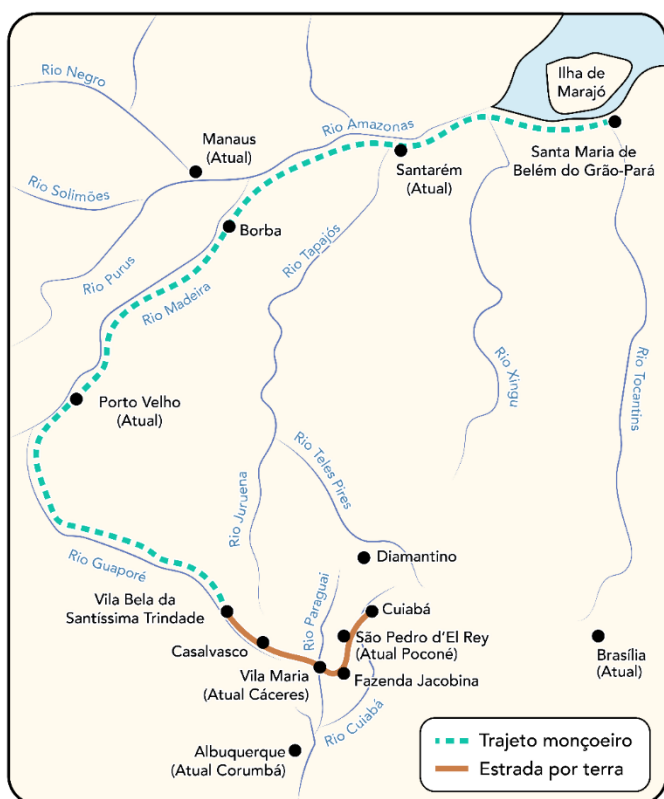 Ilha de
Marajó
Rio Negro
Rio Amazonas
Manaus
(Atual)
Santarém
(Atual)
Santa Maria de
Belém do Grão-Pará
Rio Solimões
Borba
Rio Purus
Rio Madeira
Rio Tapajós
Rio Xingu
Rio Tocantins
Porto Velho
(Atual)
Rio Teles Pires
Rio Juruena
Rio Guaporé
Diamantino
Vila Bela da
Santíssima Trindade
Rio Paraguai
Cuiabá
Casalvasco
São Pedro d'El Rey
(Atual Poconé)
Brasília
(Atual)
Vila Maria
(Atual Cáceres)
Fazenda Jacobina
Rio Cuiabá
Albuquerque
(Atual Corumbá)
Trajeto monçoeiro
Estrada por terra